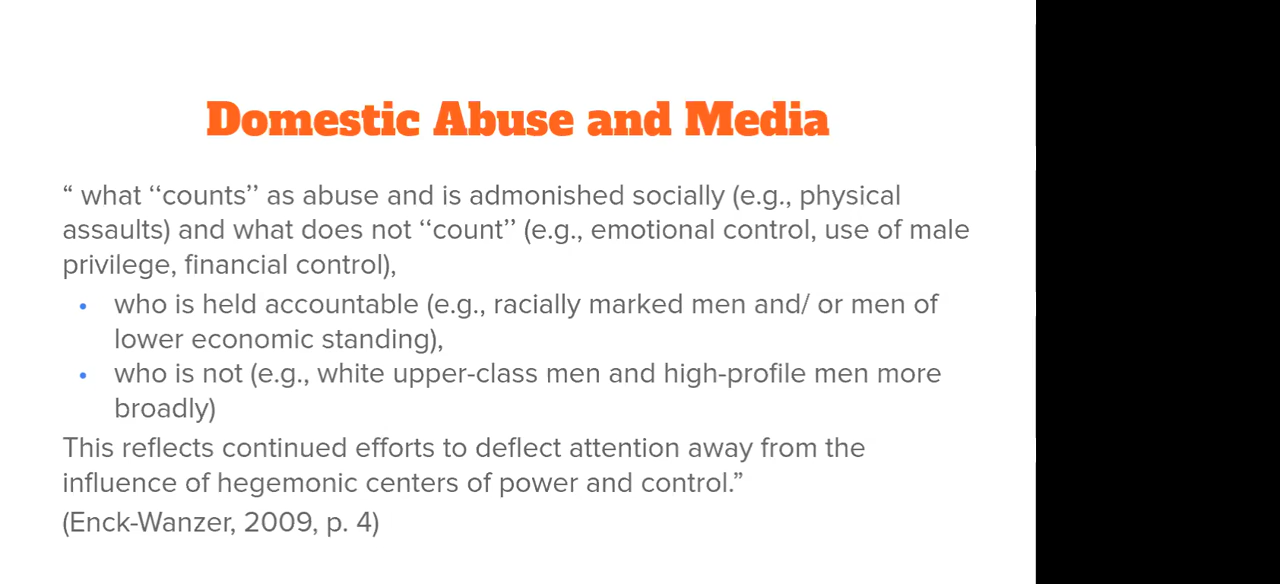 Domestic Abuse and Media
“ what ‘‘counts’’ as abuse and is admonished socially (e.g., physical
assaults) and what does not ‘‘count’’ (e.g., emotional control, use of male
privilege, financial control),
• who is held accountable (e.g., racially marked men and/ or men of
lower economic standing),
• who is not (e.g., white upper-class men and high-profile men more
broadly)
This reflects continued efforts to deflect attention away from the
influence of hegemonic centers of power and control.”
(Enck-Wanzer, 2009, p. 4)